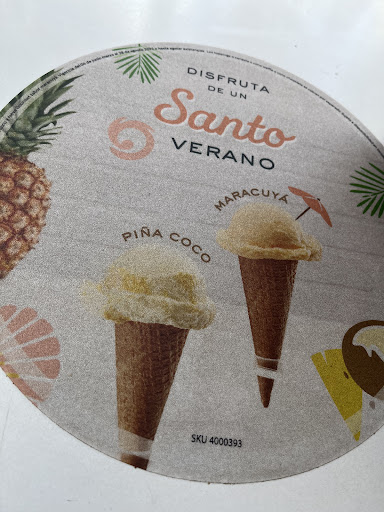 DISFRUTA
DE UN
Santo
VERANO
MARACUYÁ
PIÑA COCO
SKU 4000393